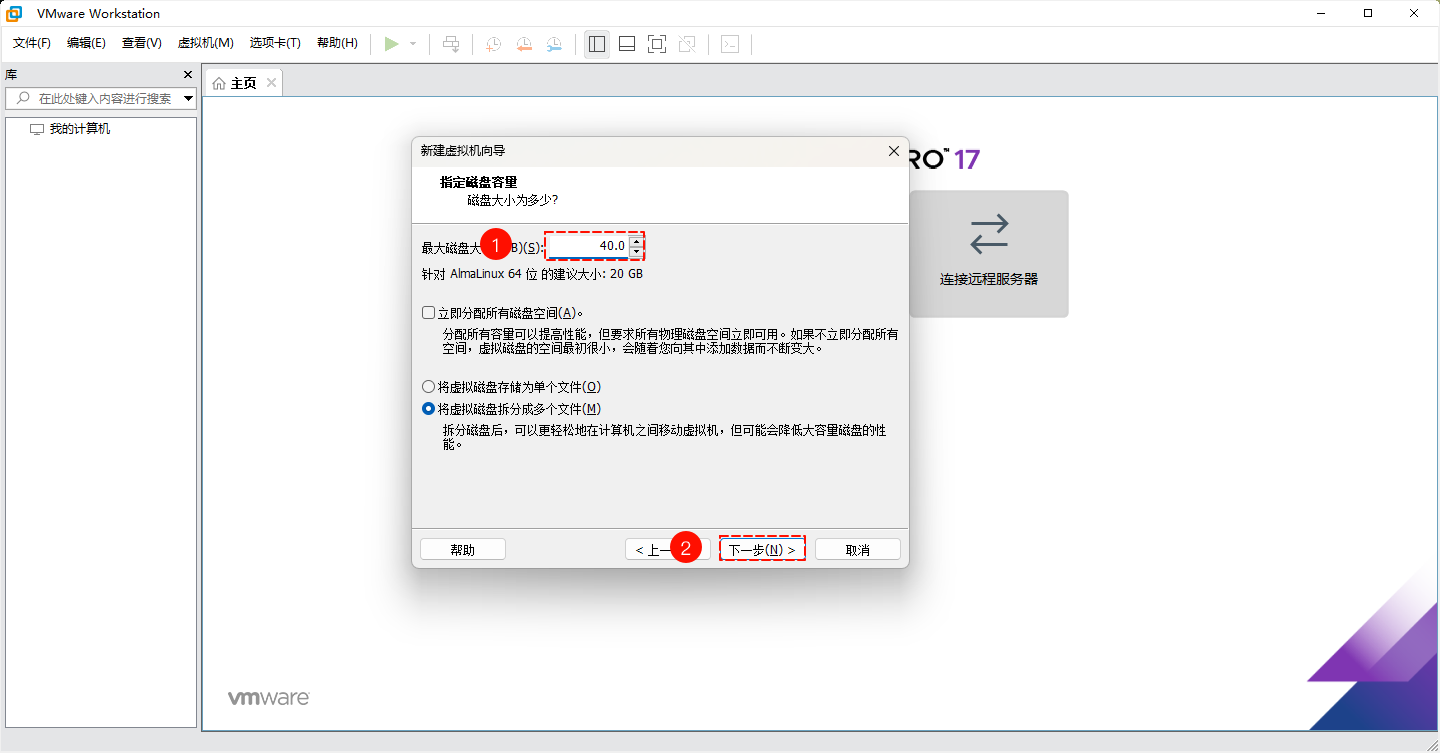 VMware Workstation
文件(F) 编辑(E) 查看(V) 虚拟机(M) 选项卡(T) 帮助(H)
库
在此处键入内容进行搜索
我的计算机
主页
RO™ 17
连接远程服务器
新建虚拟机向导
指定磁盘容量
磁盘大小为多少?
最大磁盘大 1 B)(S): 40.0
针对 AlmaLinux 64 位 的建议大小: 20 GB
立即分配所有磁盘空间(A)。
分配所有容量可以提高性能，但要求所有物理磁盘空间立即可用。如果不立即分配所有
空间，虚拟磁盘的空间最初很小，会随着您向其中添加数据而不断变大。
将虚拟磁盘存储为单个文件(O)
将虚拟磁盘拆分成多个文件(M)
拆分磁盘后，可以更轻松地在计算机之间移动虚拟机，但可能会降低大容量磁盘的性
能。
帮助 < 上一 2 下一步(N) > 取消
vmware